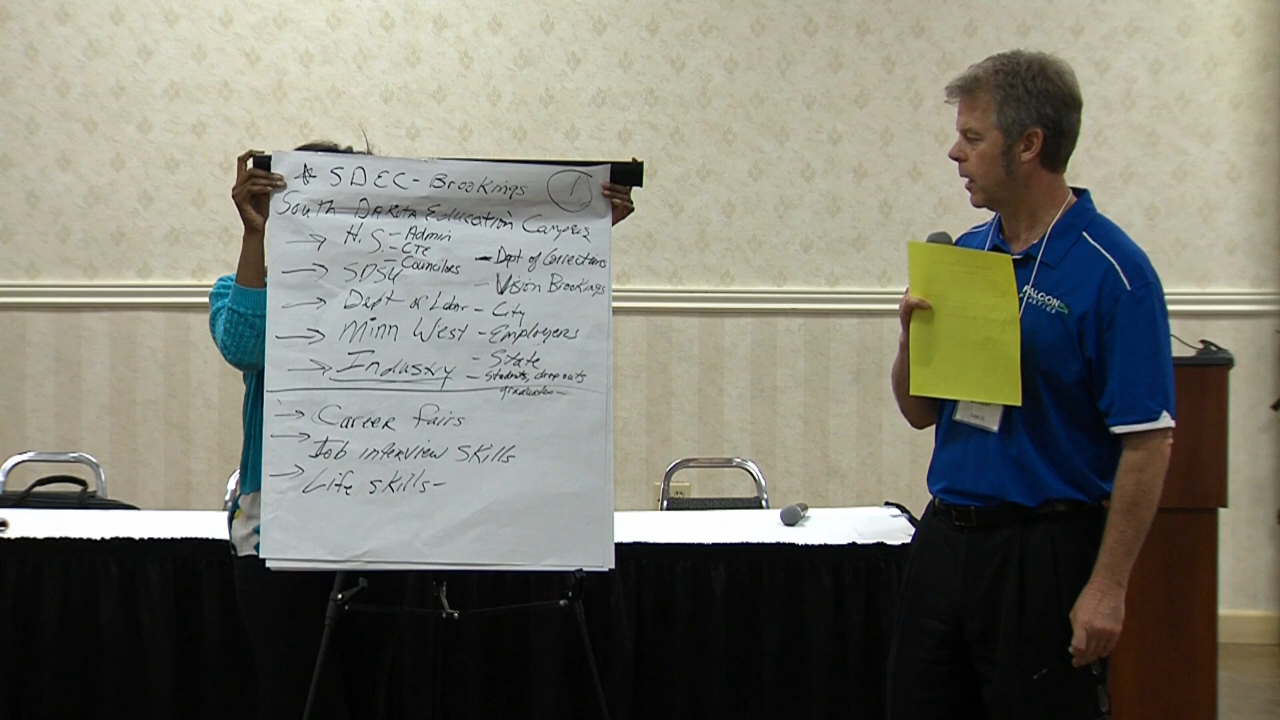 * SDEC - Brookings 1
South Dakota Education Campus
→ H.S - Admin
- CTE
- Councilors - Dept of Corrections
→ SDSU - Vision Brookings
→ Dept of Labor - City
→ Minn West - Employers
→ Industry - State
- Students, drop outs
graduates -
→ Career fairs
→ Job interview skills
→ Life skills -
FALCON
PLASTICS